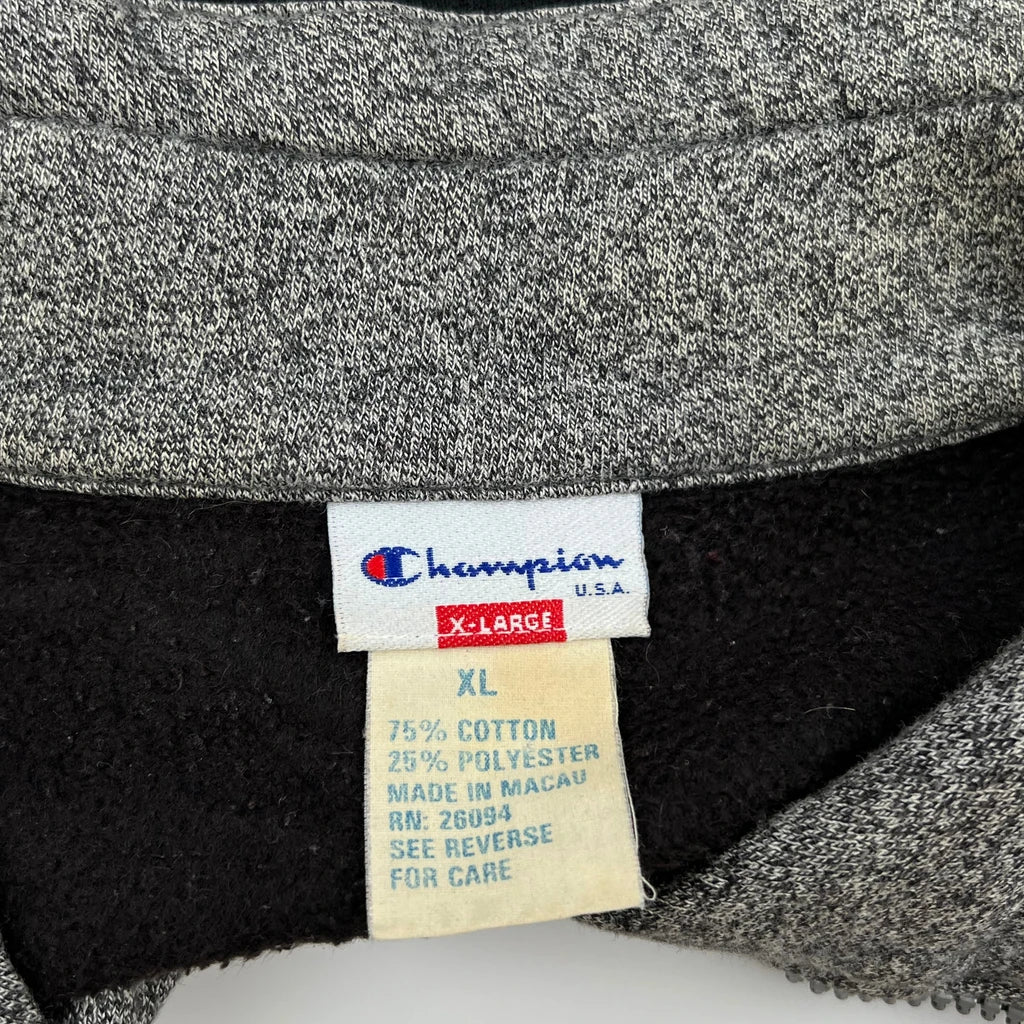 Champion
U.S.A.
X-LARGE
XL
75% COTTON
25% POLYESTER
MADE IN MACAU
RN: 26094
SEE REVERSE
FOR CARE